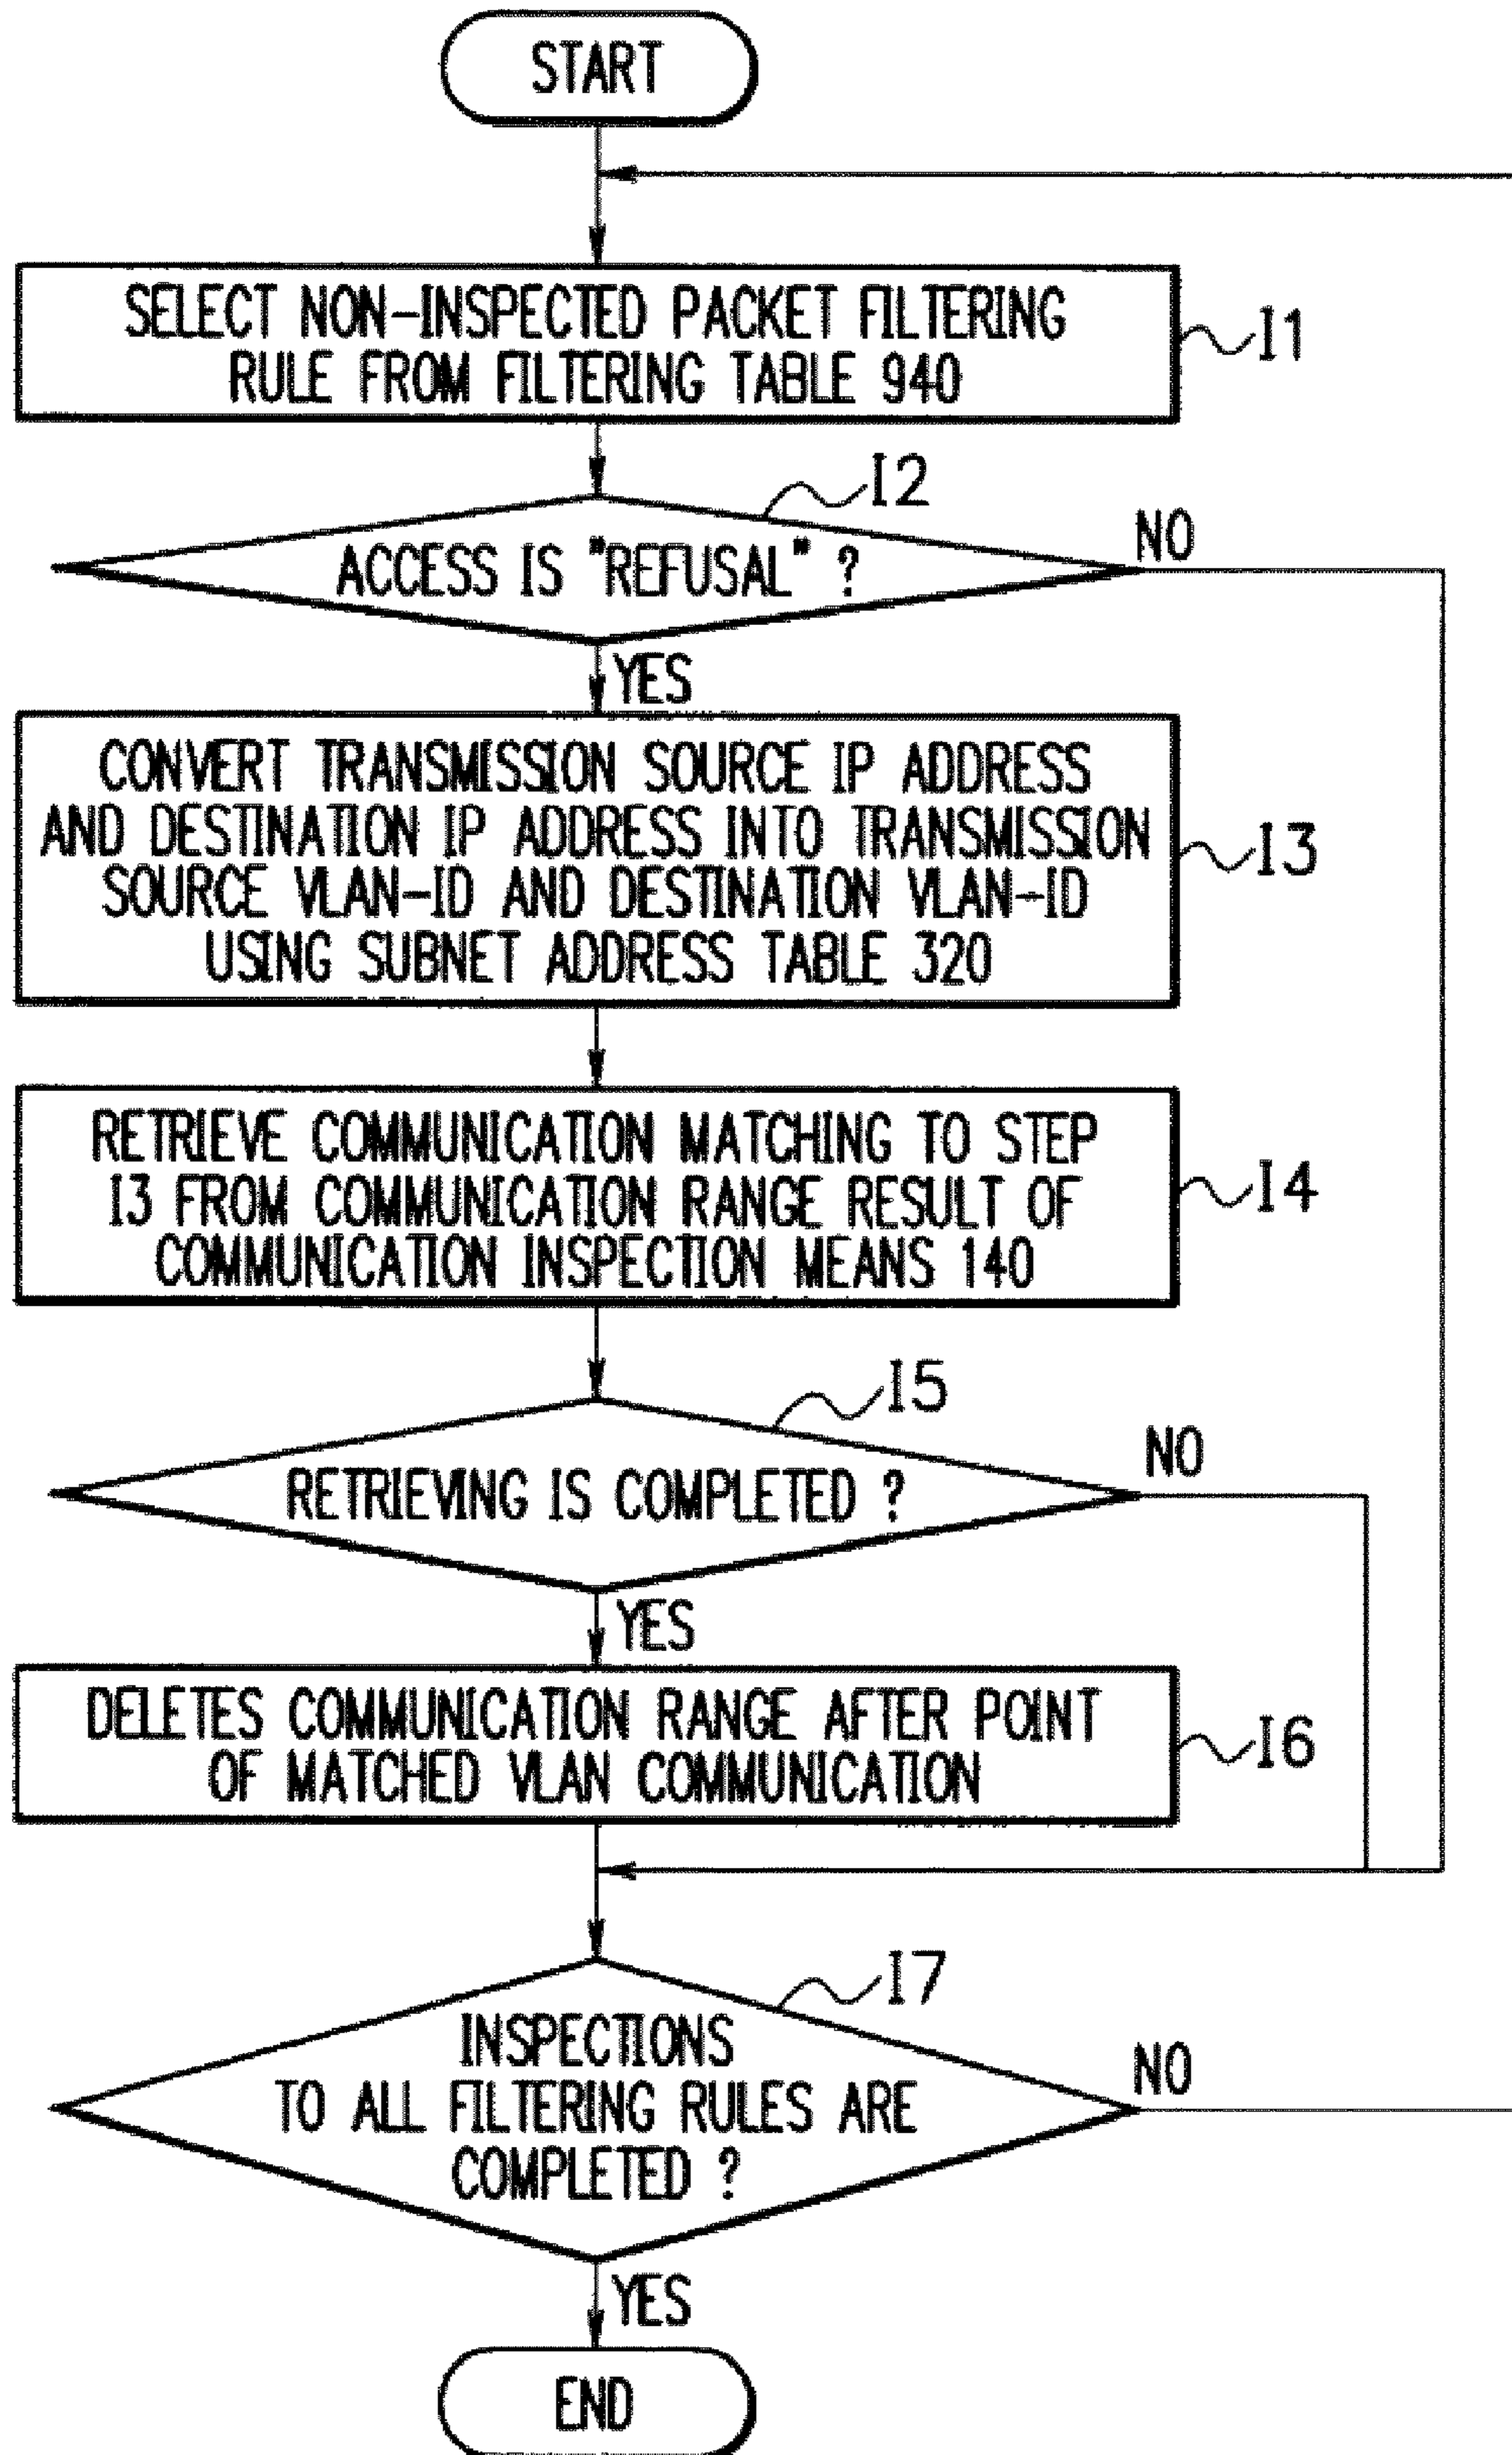 START
SELECT NON-INSPECTED PACKET FILTERING
RULE FROM FILTERING TABLE 940
I1
I2
ACCESS IS "REFUSAL" ?
NO
YES
CONVERT TRANSMISSION SOURCE IP ADDRESS
AND DESTINATION IP ADDRESS INTO TRANSMISSION
SOURCE VLAN-ID AND DESTINATION VLAN-ID
USING SUBNET ADDRESS TABLE 320
I3
RETRIEVE COMMUNICATION MATCHING TO STEP
I3 FROM COMMUNICATION RANGE RESULT OF
COMMUNICATION INSPECTION MEANS 140
I4
I5
RETRIEVING IS COMPLETED ?
NO
YES
DELETES COMMUNICATION RANGE AFTER POINT
OF MATCHED VLAN COMMUNICATION
I6
I7
INSPECTIONS
TO ALL FILTERING RULES ARE
COMPLETED ?
NO
YES
END